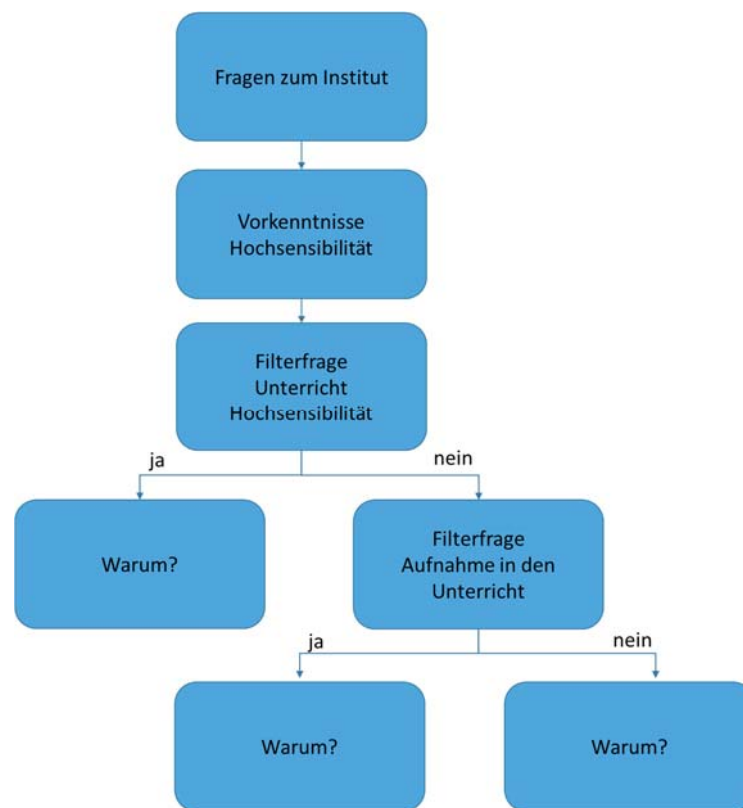 Fragen zum Institut
Vorkenntnisse
Hochsensibilität
Filterfrage
Unterricht
Hochsensibilität
ja
nein
Warum?
Filterfrage
Aufnahme in den
Unterricht
ja
nein
Warum?
Warum?